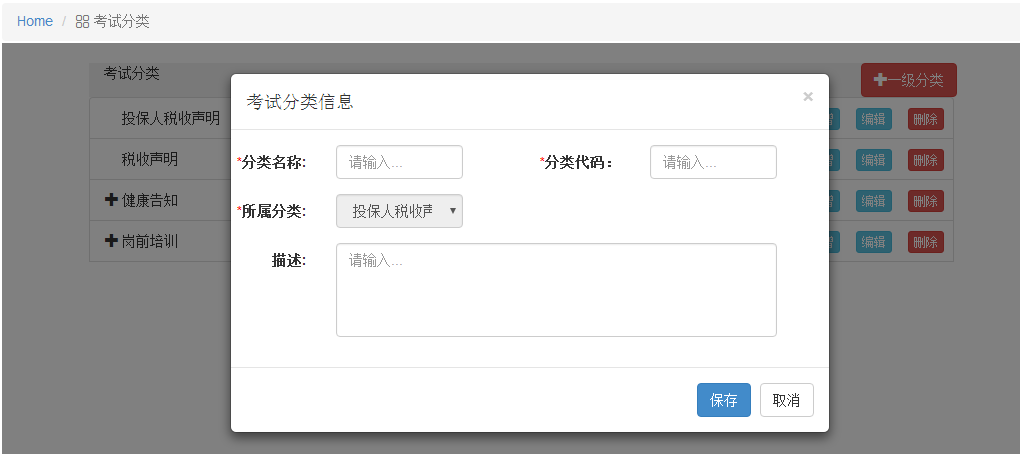 Home / 考试分类
考试分类
一级分类
考试分类信息 ×
投保人税收声明 增 编辑 删除
*分类名称: 请输入... *分类代码: 请输入...
税收声明 增 编辑 删除
*所属分类: 投保人税收声
健康告知 增 编辑 删除
岗前培训 增 编辑 删除
描述: 请输入...
保存 取消